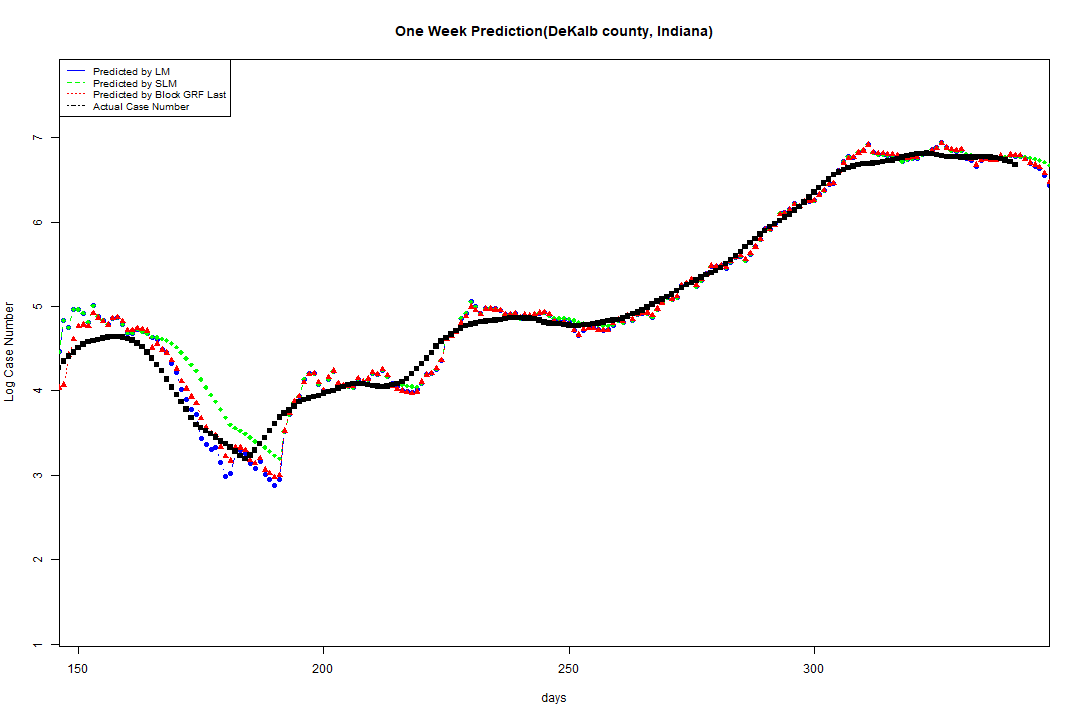 One Week Prediction(DeKalb county, Indiana)
Predicted by LM
Predicted by SLM
Predicted by Block GRF Last
Actual Case Number
Log Case Number
7
6
5
4
3
2
1
150 200 250 300
days